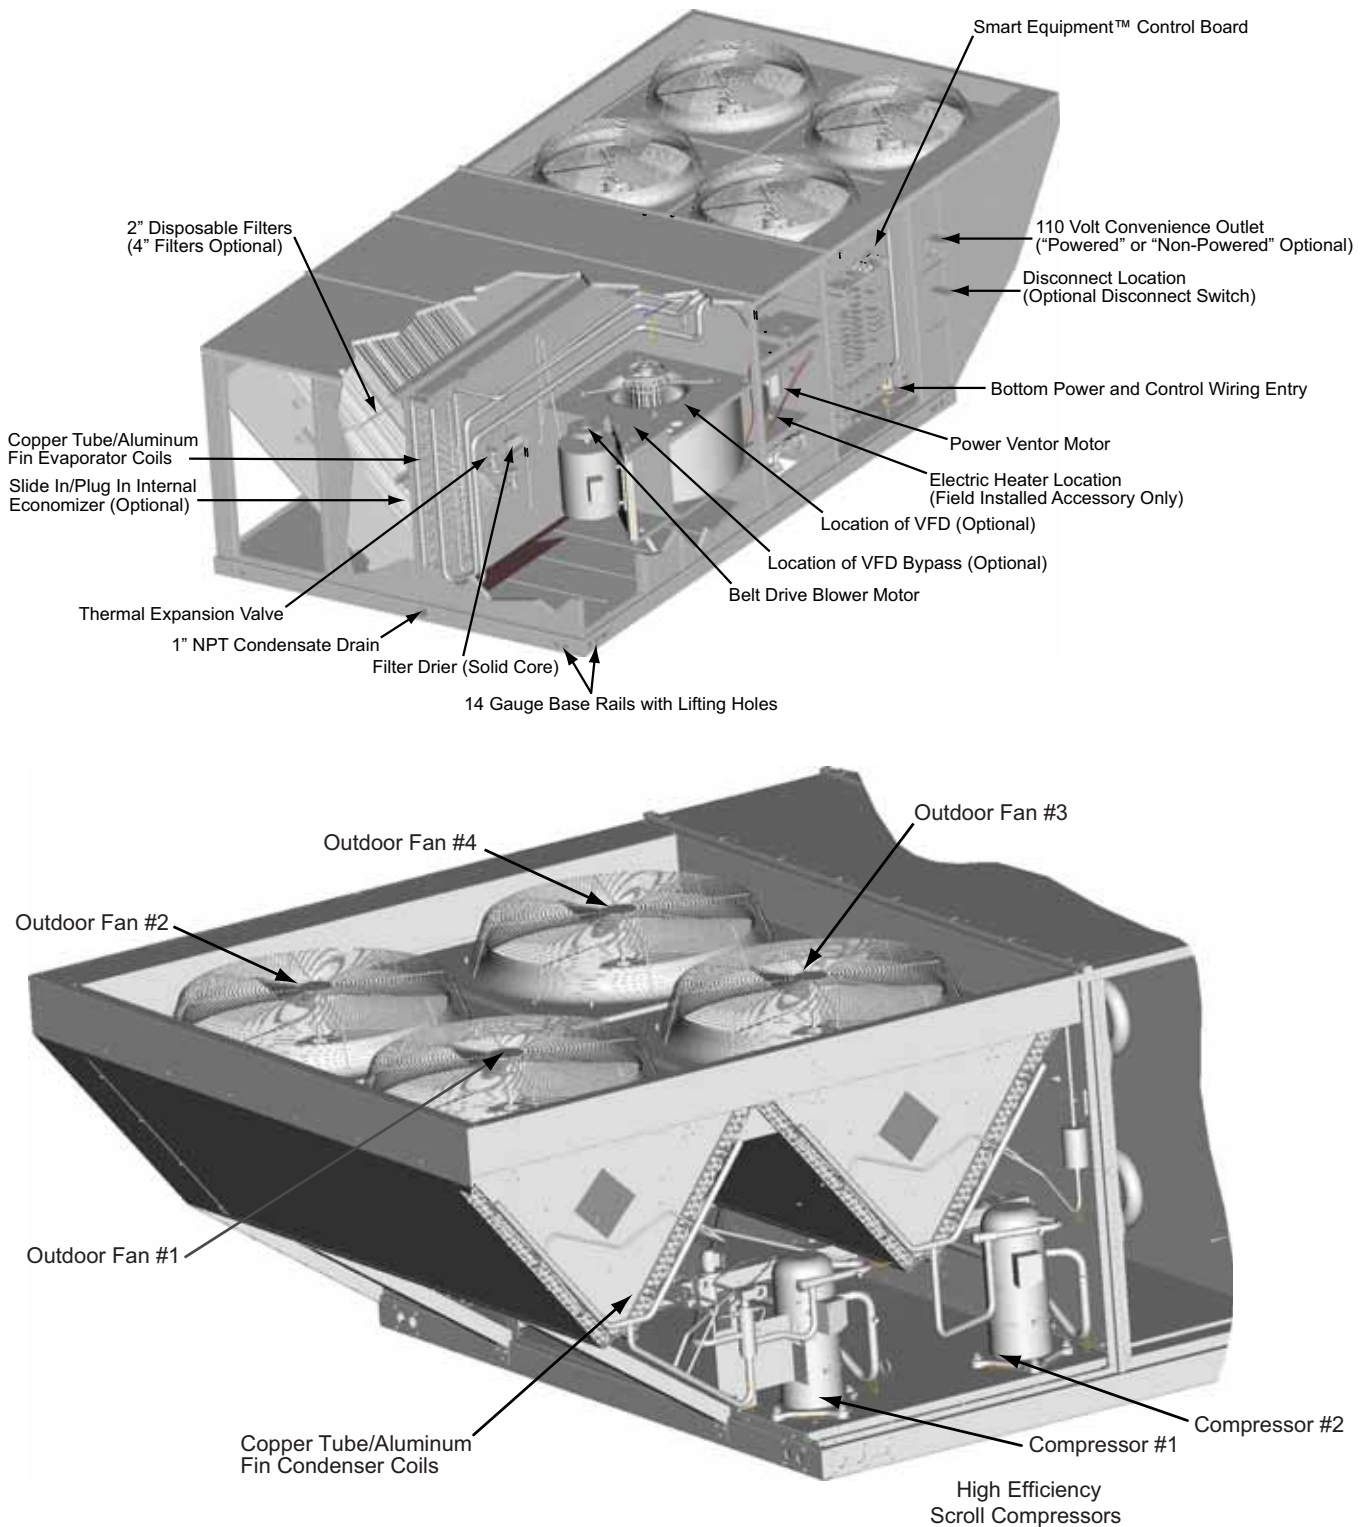 Smart Equipment™ Control Board
2” Disposable Filters
(4” Filters Optional)
110 Volt Convenience Outlet
(“Powered” or “Non-Powered” Optional)
Disconnect Location
(Optional Disconnect Switch)
Bottom Power and Control Wiring Entry
Copper Tube/Aluminum
Fin Evaporator Coils
Power Ventor Motor
Slide In/Plug In Internal
Economizer (Optional)
Electric Heater Location
(Field Installed Accessory Only)
Location of VFD (Optional)
Location of VFD Bypass (Optional)
Belt Drive Blower Motor
Thermal Expansion Valve
1” NPT Condensate Drain
Filter Drier (Solid Core)
14 Gauge Base Rails with Lifting Holes
Outdoor Fan #3
Outdoor Fan #4
Outdoor Fan #2
Outdoor Fan #1
Copper Tube/Aluminum
Fin Condenser Coils
Compressor #2
Compressor #1
High Efficiency
Scroll Compressors